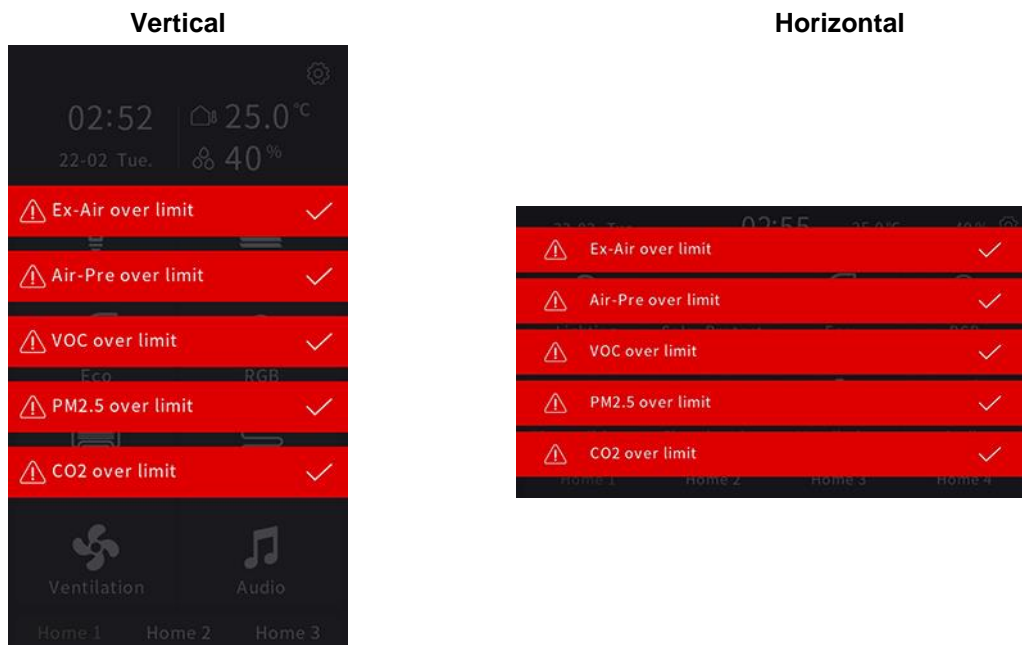 Vertical
Horizontal
02:52
25.0 °C
22-02 Tue.
40 %
Ex-Air over limit
Air-Pre over limit
VOC over limit
Eco RGB
PM2.5 over limit
CO2 over limit
Ventilation Audio
Home 1 Home 2 Home 3
02:55
Ex-Air over limit
Air-Pre over limit
VOC over limit
PM2.5 over limit
CO2 over limit
Home 1 Home 2 Home 3 Home 4